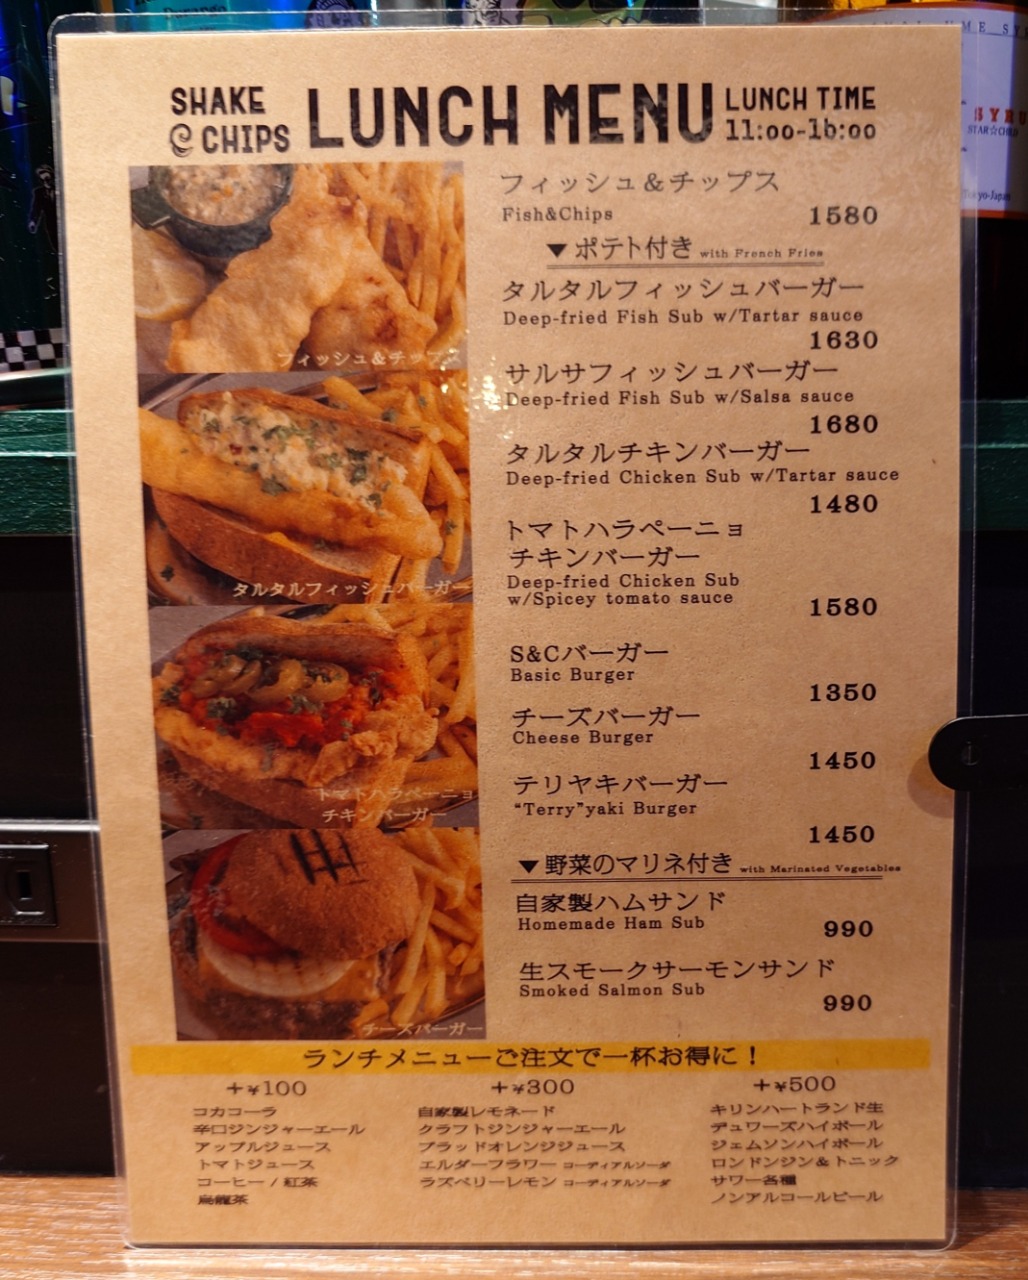 SHAKE
@ CHIPS
LUNCH MENU
LUNCH TIME
11:00-16:00
フィッシュ&チップス
Fish&Chips
1580
▼ポテト付き with French Fries
タルタルフィッシュバーガー
Deep-fried Fish Sub w/Tartar sauce
1630
サルサフィッシュバーガー
Deep-fried Fish Sub w/Salsa sauce
1680
タルタルチキンバーガー
Deep-fried Chicken Sub w/Tartar sauce
1480
トマトハラペーニョ
チキンバーガー
Deep-fried Chicken Sub
w/Spicey tomato sauce
1580
S&Cバーガー
Basic Burger
1350
チーズバーガー
Cheese Burger
1450
テリヤキバーガー
“Terry”yaki Burger
1450
▼野菜のマリネ付き with Marinated Vegetables
自家製ハムサンド
Homemade Ham Sub
990
生スモークサーモンサンド
Smoked Salmon Sub
990
フィッシュ&チップス
タルタルフィッシュバーガー
トマトハラペーニョ
チキンバーガー
チーズバーガー
ランチメニューご注文で一杯お得に!
+¥100
コカコーラ
辛口ジンジャーエール
アップルジュース
トマトジュース
コーヒー / 紅茶
烏龍茶
+¥300
自家製レモネード
クラフトジンジャーエール
ブラッドオレンジジュース
エルダーフラワー コーディアルソーダ
ラズベリーレモン コーディアルソーダ
+¥500
キリンハートランド生
デュワーズハイボール
ジェムソンハイボール
ロンドンジン&トニック
サワー各種
ノンアルコールビール
STAR☆CHILD
Tokyo-Japan